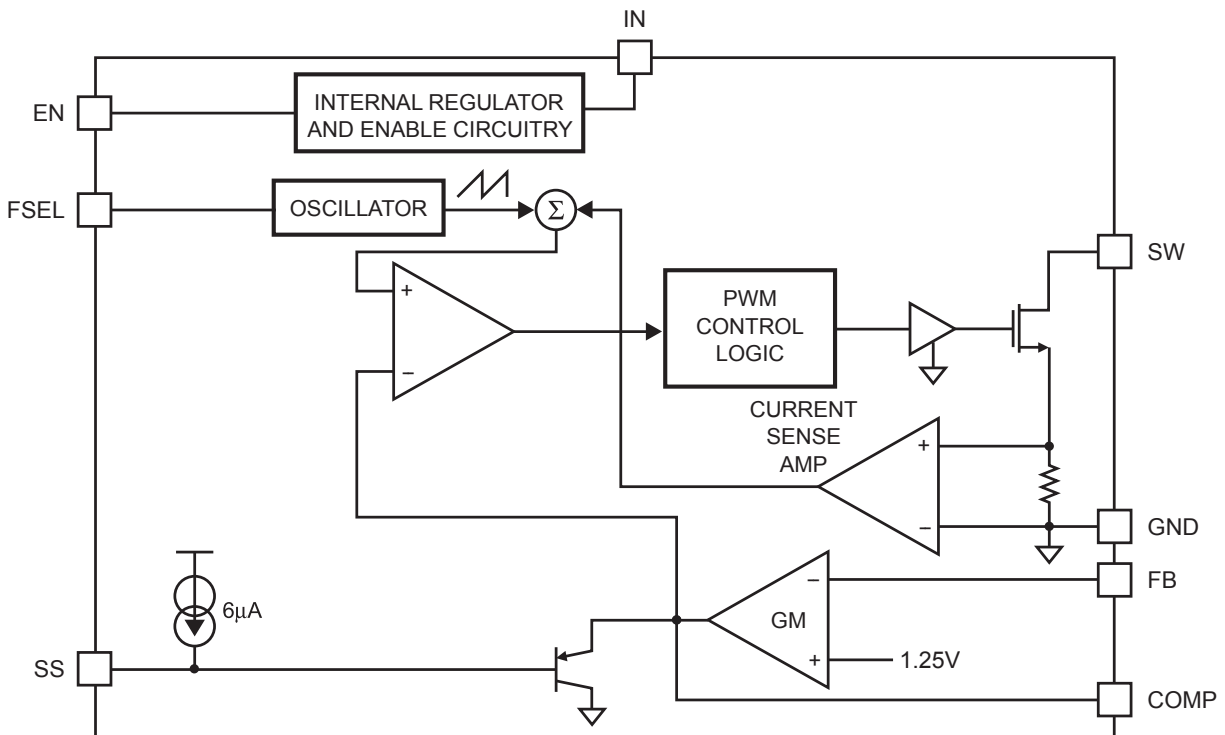 IN
EN
INTERNAL REGULATOR
AND ENABLE CIRCUITRY
FSEL
OSCILLATOR
Σ
SW
+
−
PWM
CONTROL
LOGIC
CURRENT
SENSE
AMP
+
−
GND
FB
−
GM
+
1.25V
6µA
SS
COMP